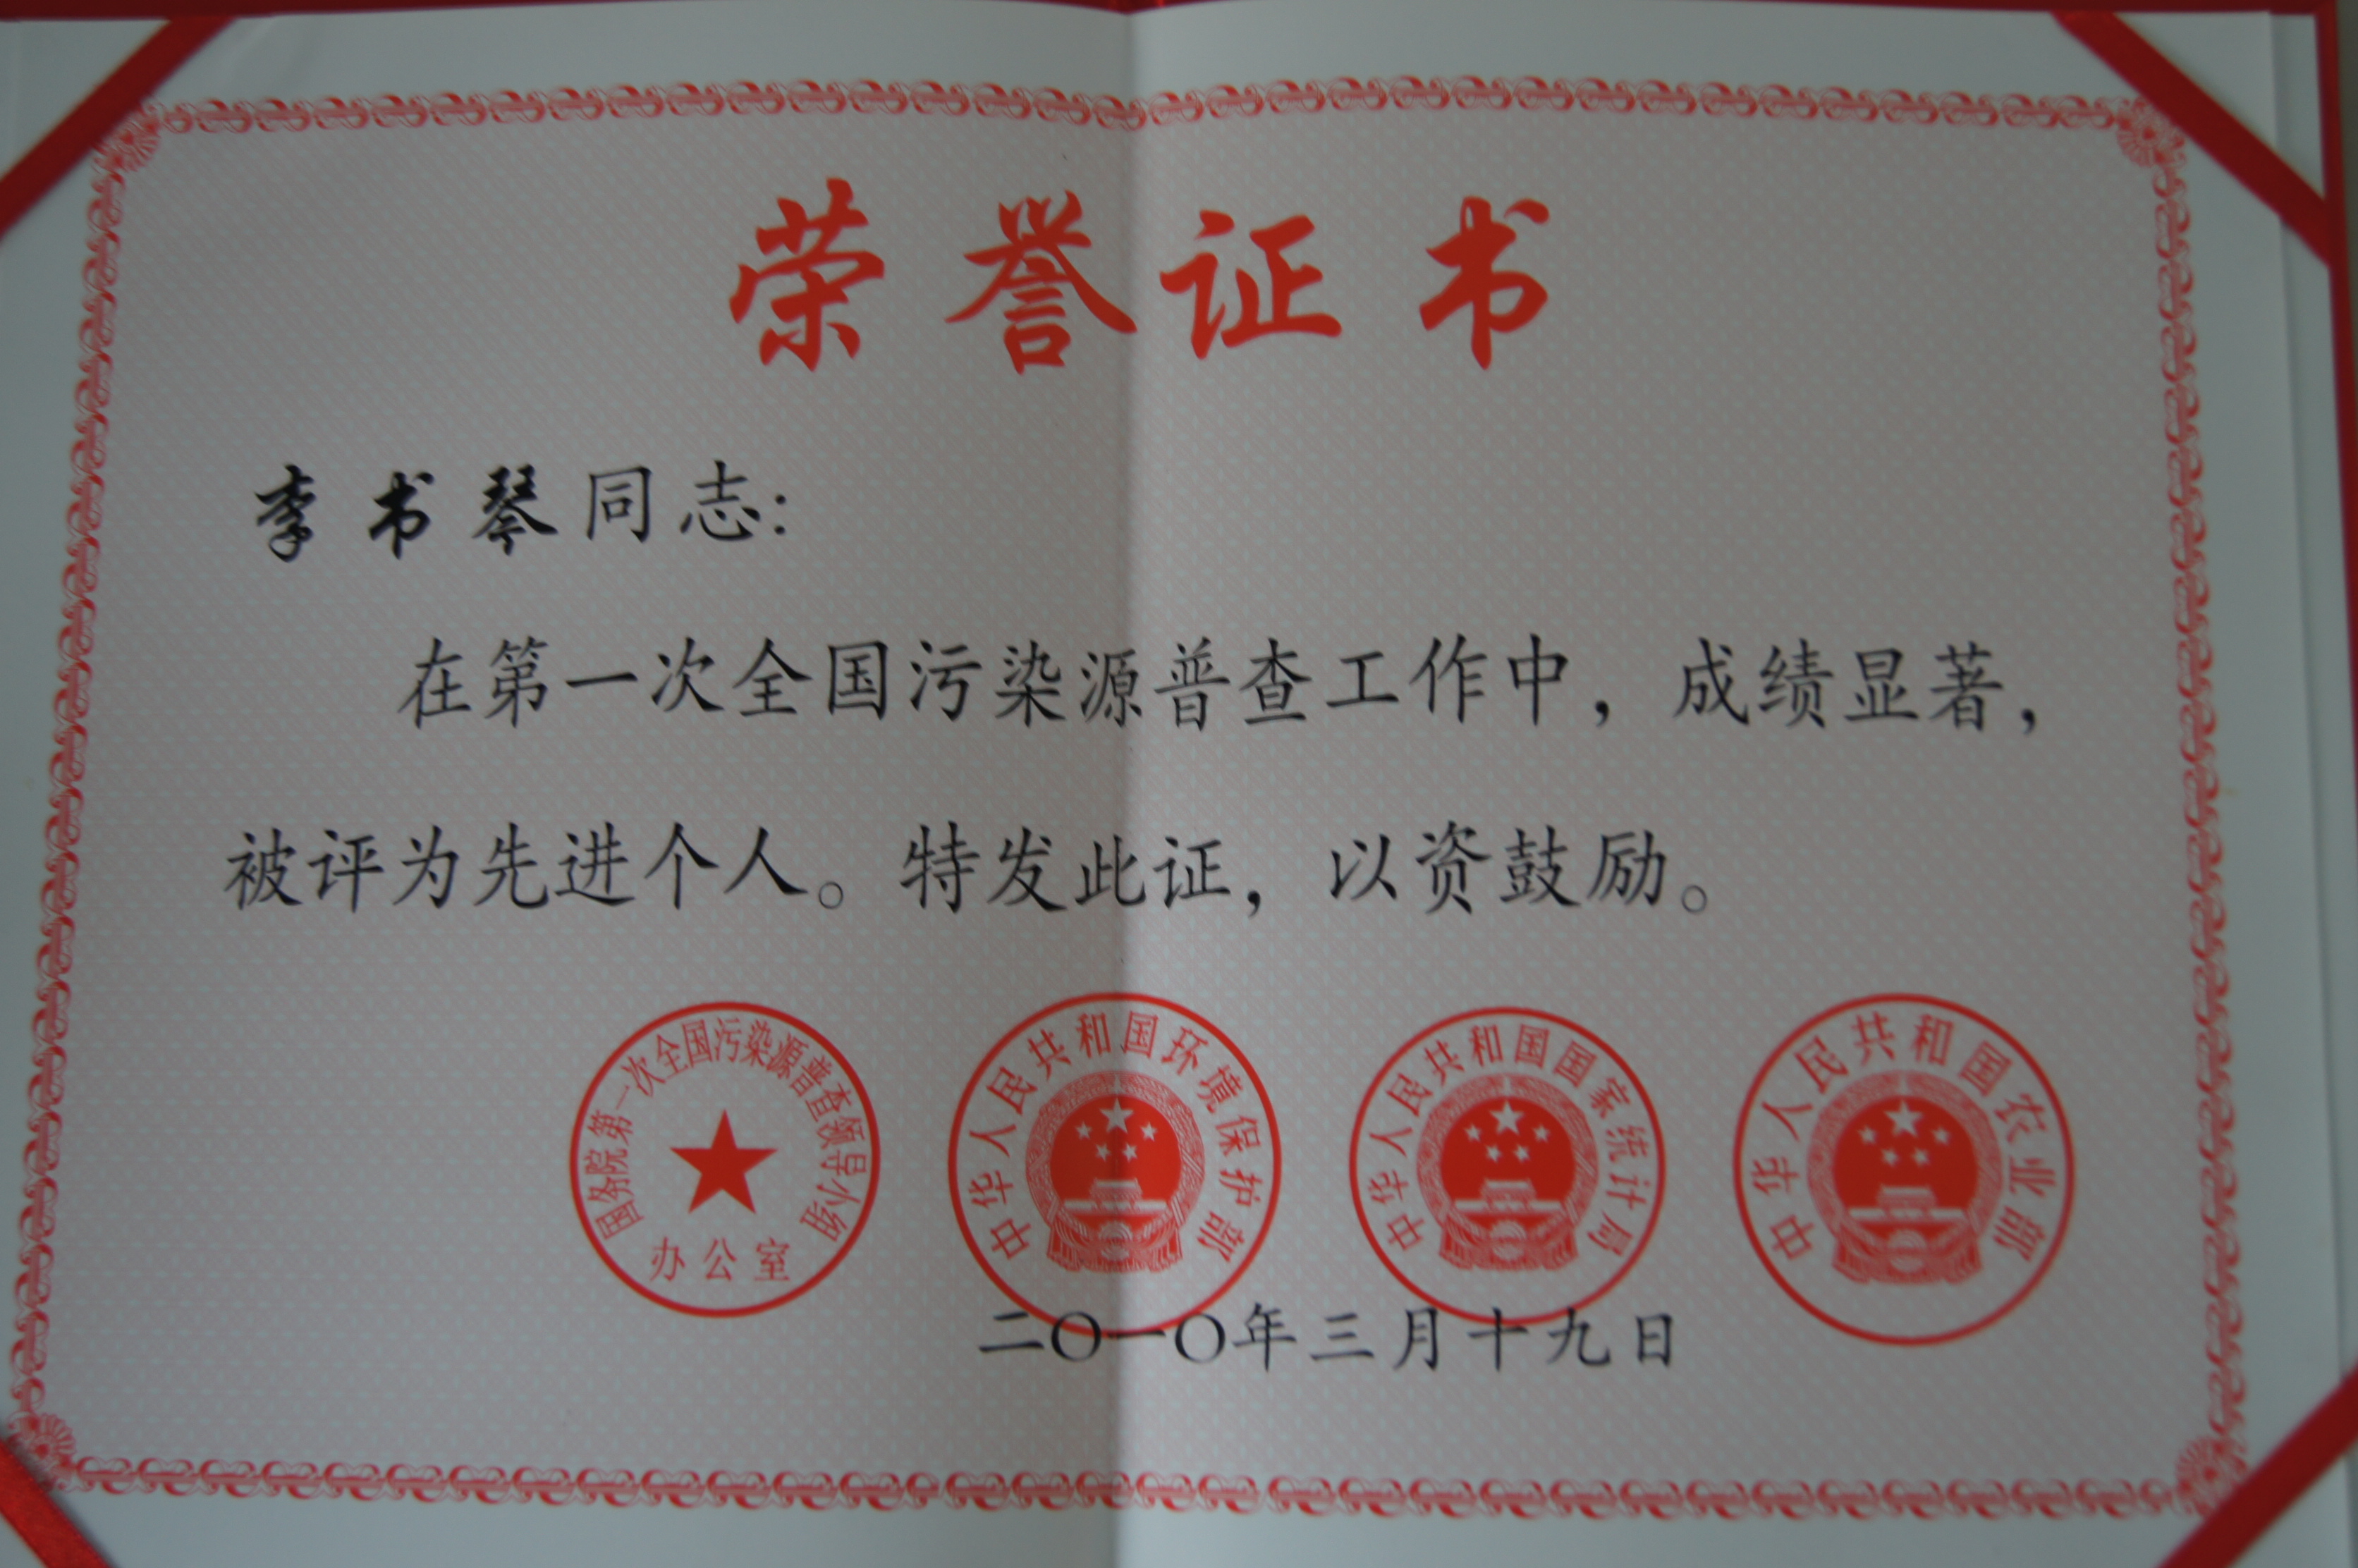 荣誉证书
李书琴同志:
在第一次全国污染源普查工作中，成绩显著，
被评为先进个人。特发此证，以资鼓励。
国务院第一次全国污染源普查领导小组
办公室
中华人民共和国环境保护部
中华人民共和国国家统计局
中华人民共和国农业部
二〇一〇年三月十九日